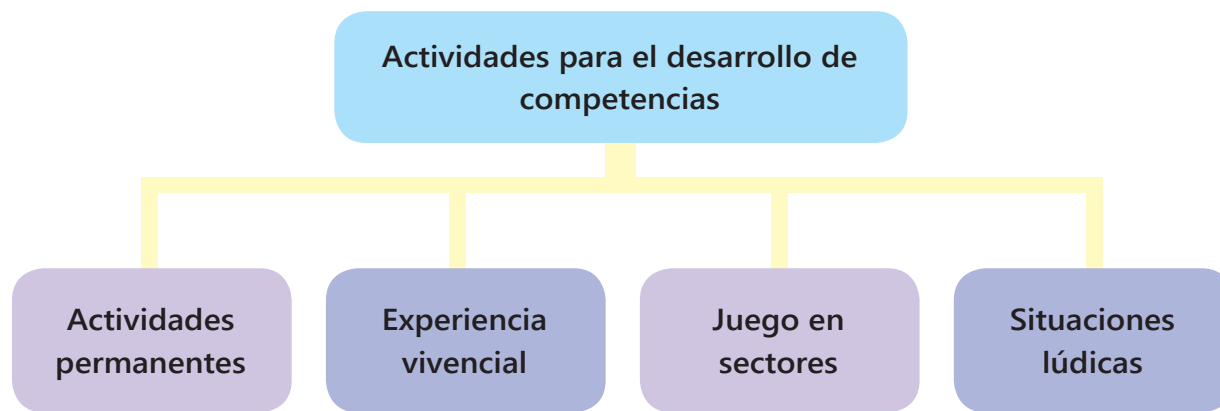 Actividades para el desarrollo de
competencias
Actividades
permanentes
Experiencia
vivencial
Juego en
sectores
Situaciones
lúdicas